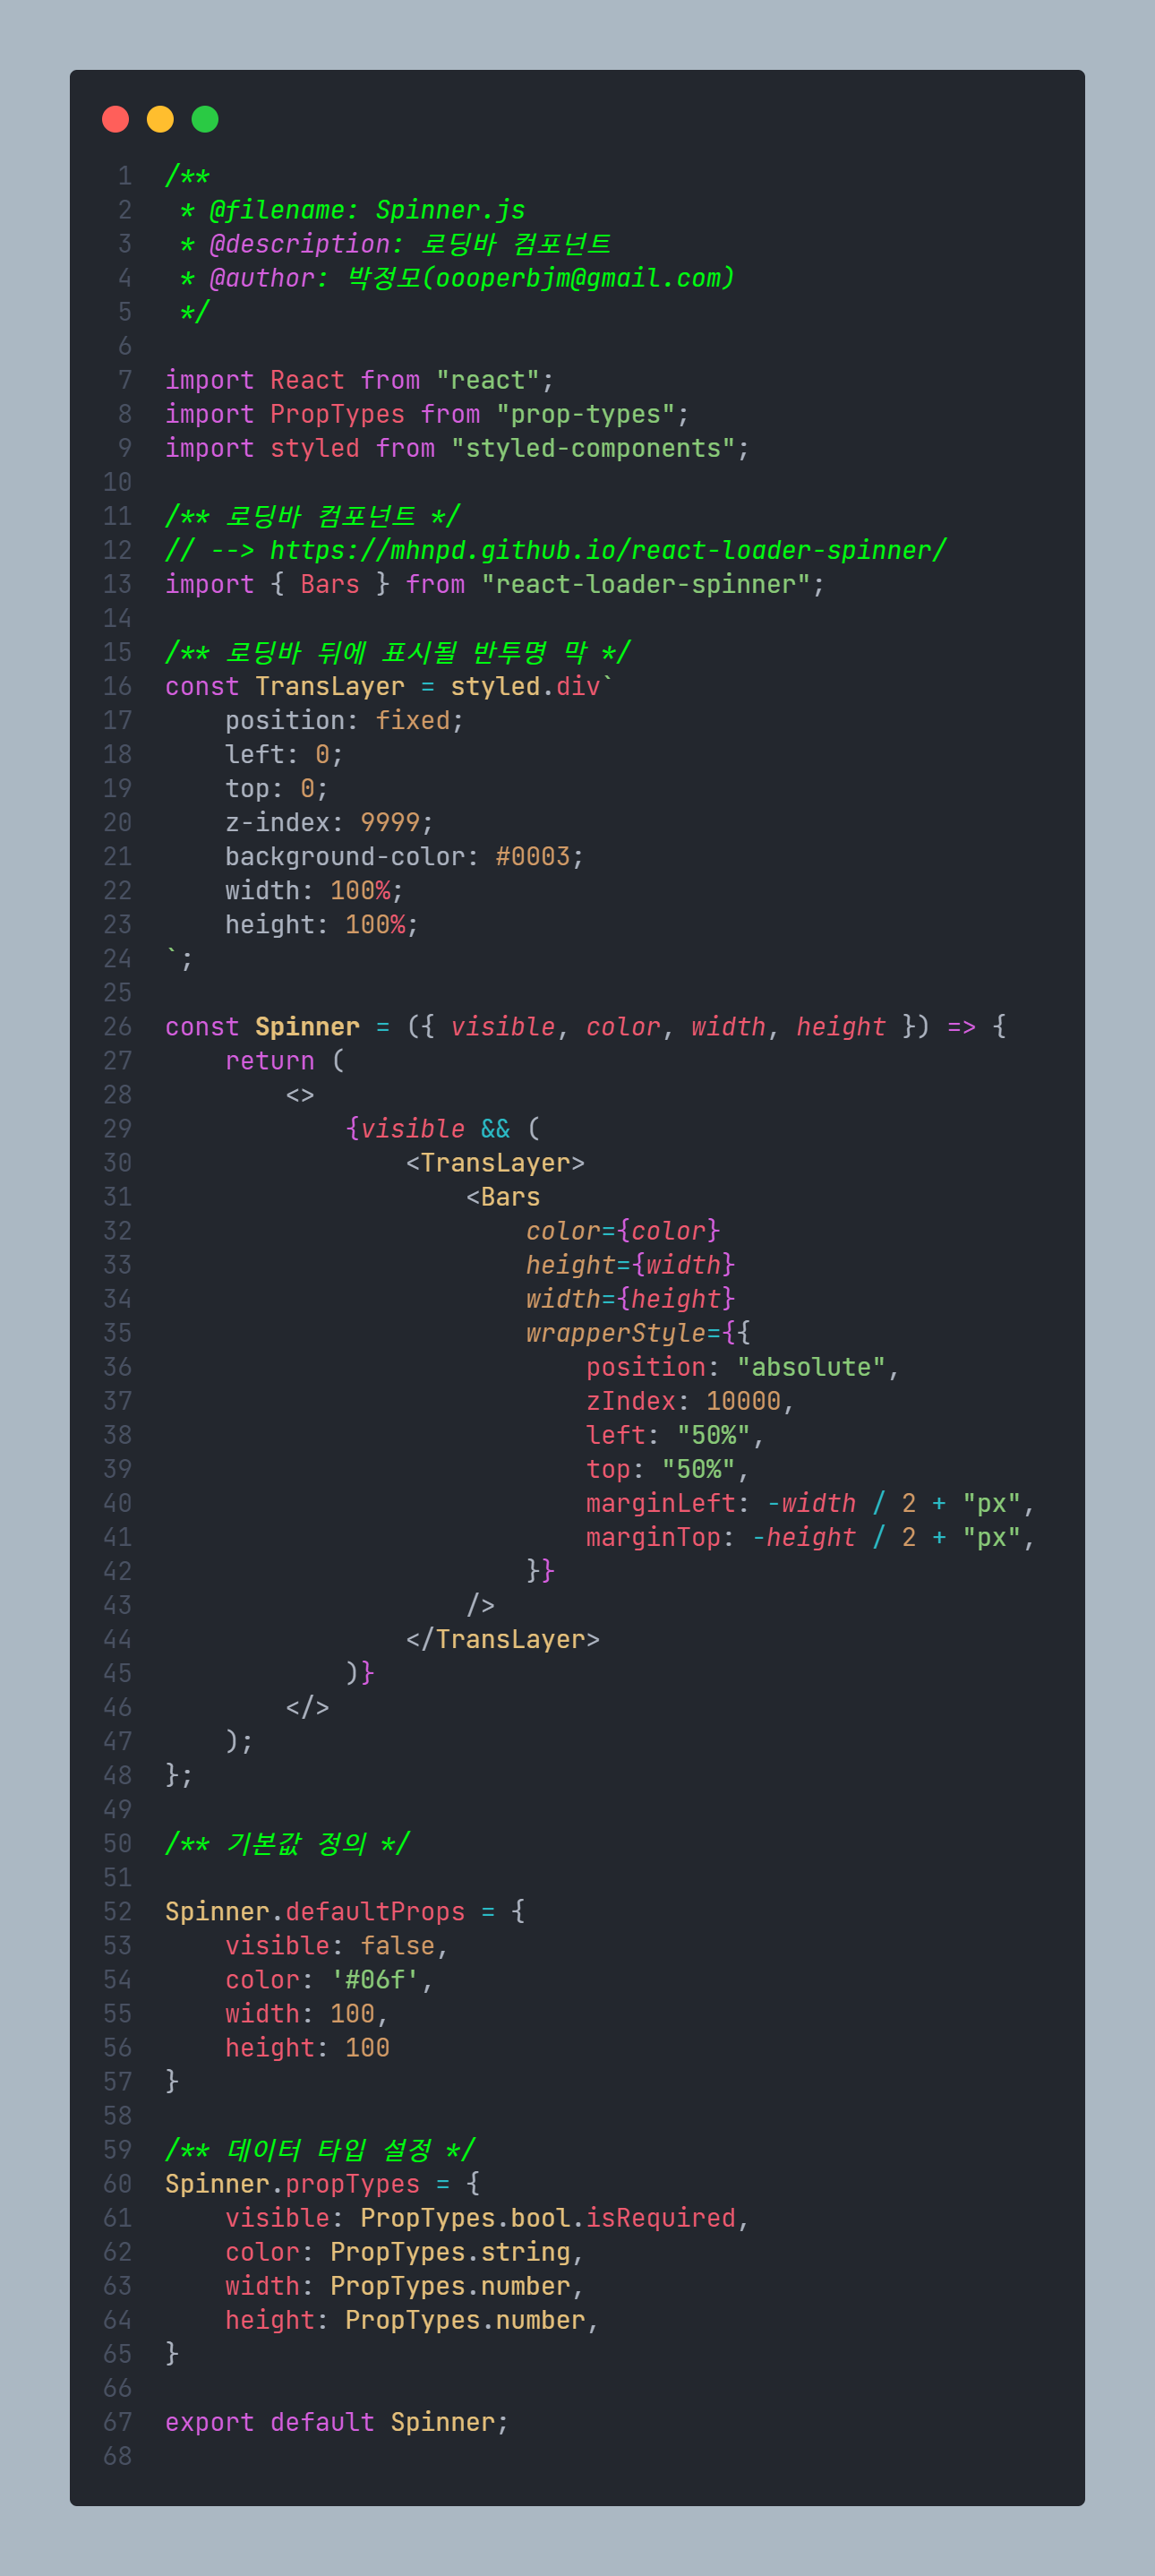 1 /**
2  * @filename: Spinner.js
3  * @description: 로딩바 컴포넌트
4  * @author: 박정모(oooperbjm@gmail.com)
5  */
6
7 import React from "react";
8 import PropTypes from "prop-types";
9 import styled from "styled-components";
10
11 /** 로딩바 컴포넌트 */
12 // --> https://mhnpd.github.io/react-loader-spinner/
13 import { Bars } from "react-loader-spinner";
14
15 /** 로딩바 뒤에 표시될 반투명 막 */
16 const TransLayer = styled.div`
17     position: fixed;
18     left: 0;
19     top: 0;
20     z-index: 9999;
21     background-color: #0003;
22     width: 100%;
23     height: 100%;
24 `;
25
26 const Spinner = ({ visible, color, width, height }) => {
27     return (
28         <>
29             {visible && (
30                 <TransLayer>
31                     <Bars
32                         color={color}
33                         height={width}
34                         width={height}
35                         wrapperStyle={{
36                             position: "absolute",
37                             zIndex: 10000,
38                             left: "50%",
39                             top: "50%",
40                             marginLeft: -width / 2 + "px",
41                             marginTop: -height / 2 + "px",
42                         }}
43                     />
44                 </TransLayer>
45             )}
46         </>
47     );
48 };
49
50 /** 기본값 정의 */
51
52 Spinner.defaultProps = {
53     visible: false,
54     color: '#06f',
55     width: 100,
56     height: 100
57 }
58
59 /** 데이터 타입 설정 */
60 Spinner.propTypes = {
61     visible: PropTypes.bool.isRequired,
62     color: PropTypes.string,
63     width: PropTypes.number,
64     height: PropTypes.number,
65 }
66
67 export default Spinner;
68